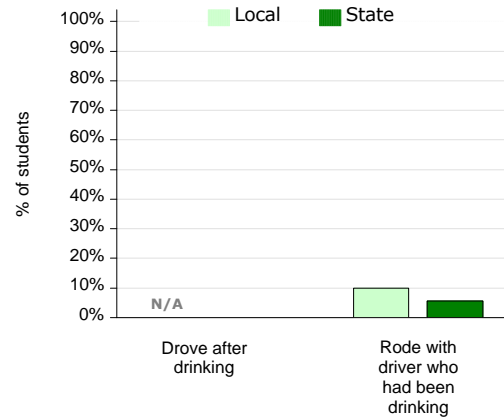 Local State
% of students
100%
90%
80%
70%
60%
50%
40%
30%
20%
10%
0%
N/A
Drove after
drinking
Rode with
driver who
had been
drinking